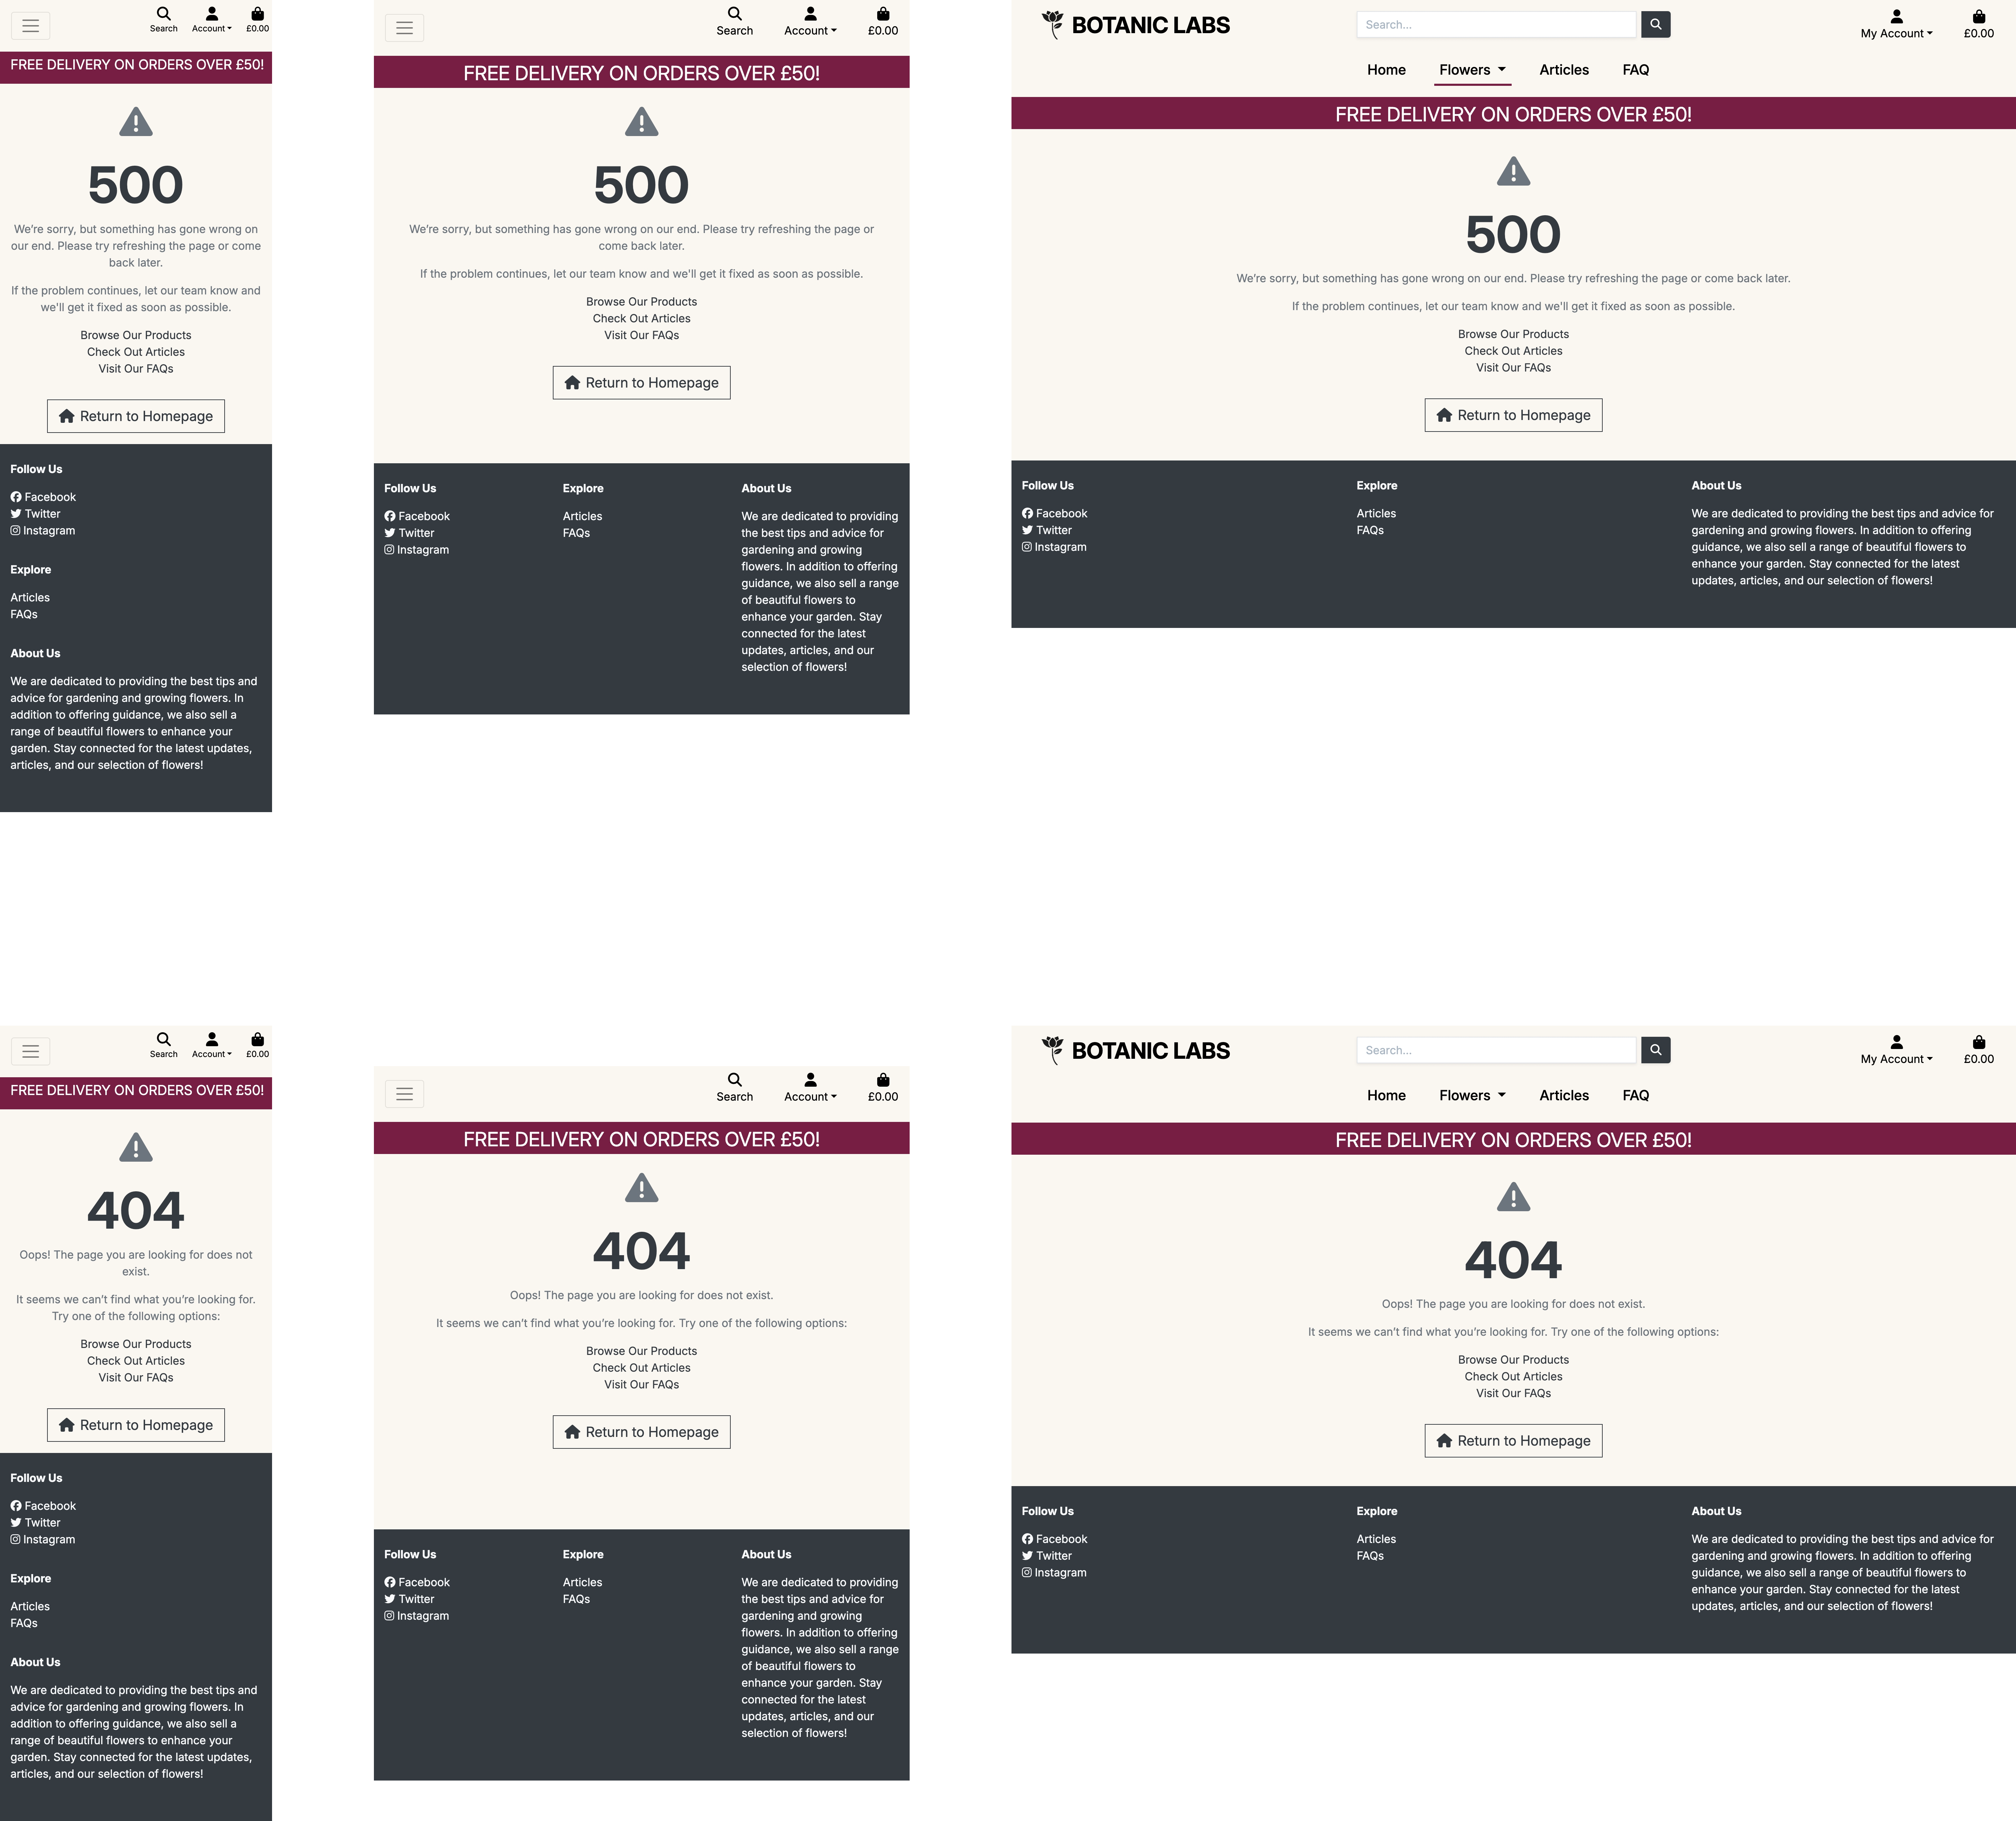 Search
Account
£0.00
FREE DELIVERY ON ORDERS OVER £50!
500
We’re sorry, but something has gone wrong on
our end. Please try refreshing the page or come
back later.
If the problem continues, let our team know and
we'll get it fixed as soon as possible.
Browse Our Products
Check Out Articles
Visit Our FAQs
Return to Homepage
Follow Us
Facebook
Twitter
Instagram
Explore
Articles
FAQs
About Us
We are dedicated to providing the best tips and
advice for gardening and growing flowers. In
addition to offering guidance, we also sell a
range of beautiful flowers to enhance your
garden. Stay connected for the latest updates,
articles, and our selection of flowers!
Search
Account
£0.00
FREE DELIVERY ON ORDERS OVER £50!
500
We’re sorry, but something has gone wrong on our end. Please try refreshing the page or
come back later.
If the problem continues, let our team know and we'll get it fixed as soon as possible.
Browse Our Products
Check Out Articles
Visit Our FAQs
Return to Homepage
Follow Us
Facebook
Twitter
Instagram
Explore
Articles
FAQs
About Us
We are dedicated to providing
the best tips and advice for
gardening and growing
flowers. In addition to offering
guidance, we also sell a range
of beautiful flowers to
enhance your garden. Stay
connected for the latest
updates, articles, and our
selection of flowers!
BOTANIC LABS
Search...
My Account
£0.00
Home
Flowers
Articles
FAQ
FREE DELIVERY ON ORDERS OVER £50!
500
We’re sorry, but something has gone wrong on our end. Please try refreshing the page or come back later.
If the problem continues, let our team know and we'll get it fixed as soon as possible.
Browse Our Products
Check Out Articles
Visit Our FAQs
Return to Homepage
Follow Us
Facebook
Twitter
Instagram
Explore
Articles
FAQs
About Us
We are dedicated to providing the best tips and advice for
gardening and growing flowers. In addition to offering
guidance, we also sell a range of beautiful flowers to
enhance your garden. Stay connected for the latest
updates, articles, and our selection of flowers!
Search
Account
£0.00
FREE DELIVERY ON ORDERS OVER £50!
404
Oops! The page you are looking for does not
exist.
It seems we can’t find what you’re looking for.
Try one of the following options:
Browse Our Products
Check Out Articles
Visit Our FAQs
Return to Homepage
Follow Us
Facebook
Twitter
Instagram
Explore
Articles
FAQs
About Us
We are dedicated to providing the best tips and
advice for gardening and growing flowers. In
addition to offering guidance, we also sell a
range of beautiful flowers to enhance your
garden. Stay connected for the latest updates,
articles, and our selection of flowers!
Search
Account
£0.00
FREE DELIVERY ON ORDERS OVER £50!
404
Oops! The page you are looking for does not exist.
It seems we can’t find what you’re looking for. Try one of the following options:
Browse Our Products
Check Out Articles
Visit Our FAQs
Return to Homepage
Follow Us
Facebook
Twitter
Instagram
Explore
Articles
FAQs
About Us
We are dedicated to providing
the best tips and advice for
gardening and growing
flowers. In addition to offering
guidance, we also sell a range
of beautiful flowers to
enhance your garden. Stay
connected for the latest
updates, articles, and our
selection of flowers!
BOTANIC LABS
Search...
My Account
£0.00
Home
Flowers
Articles
FAQ
FREE DELIVERY ON ORDERS OVER £50!
404
Oops! The page you are looking for does not exist.
It seems we can’t find what you’re looking for. Try one of the following options:
Browse Our Products
Check Out Articles
Visit Our FAQs
Return to Homepage
Follow Us
Facebook
Twitter
Instagram
Explore
Articles
FAQs
About Us
We are dedicated to providing the best tips and advice for
gardening and growing flowers. In addition to offering
guidance, we also sell a range of beautiful flowers to
enhance your garden. Stay connected for the latest
updates, articles, and our selection of flowers!